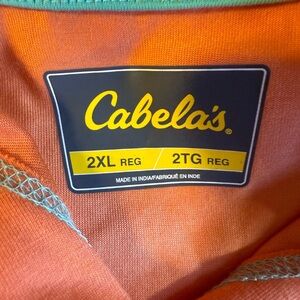 Cabela's®
2XL REG / 2TG REG
MADE IN INDIA/FABRIQUÉ EN INDE